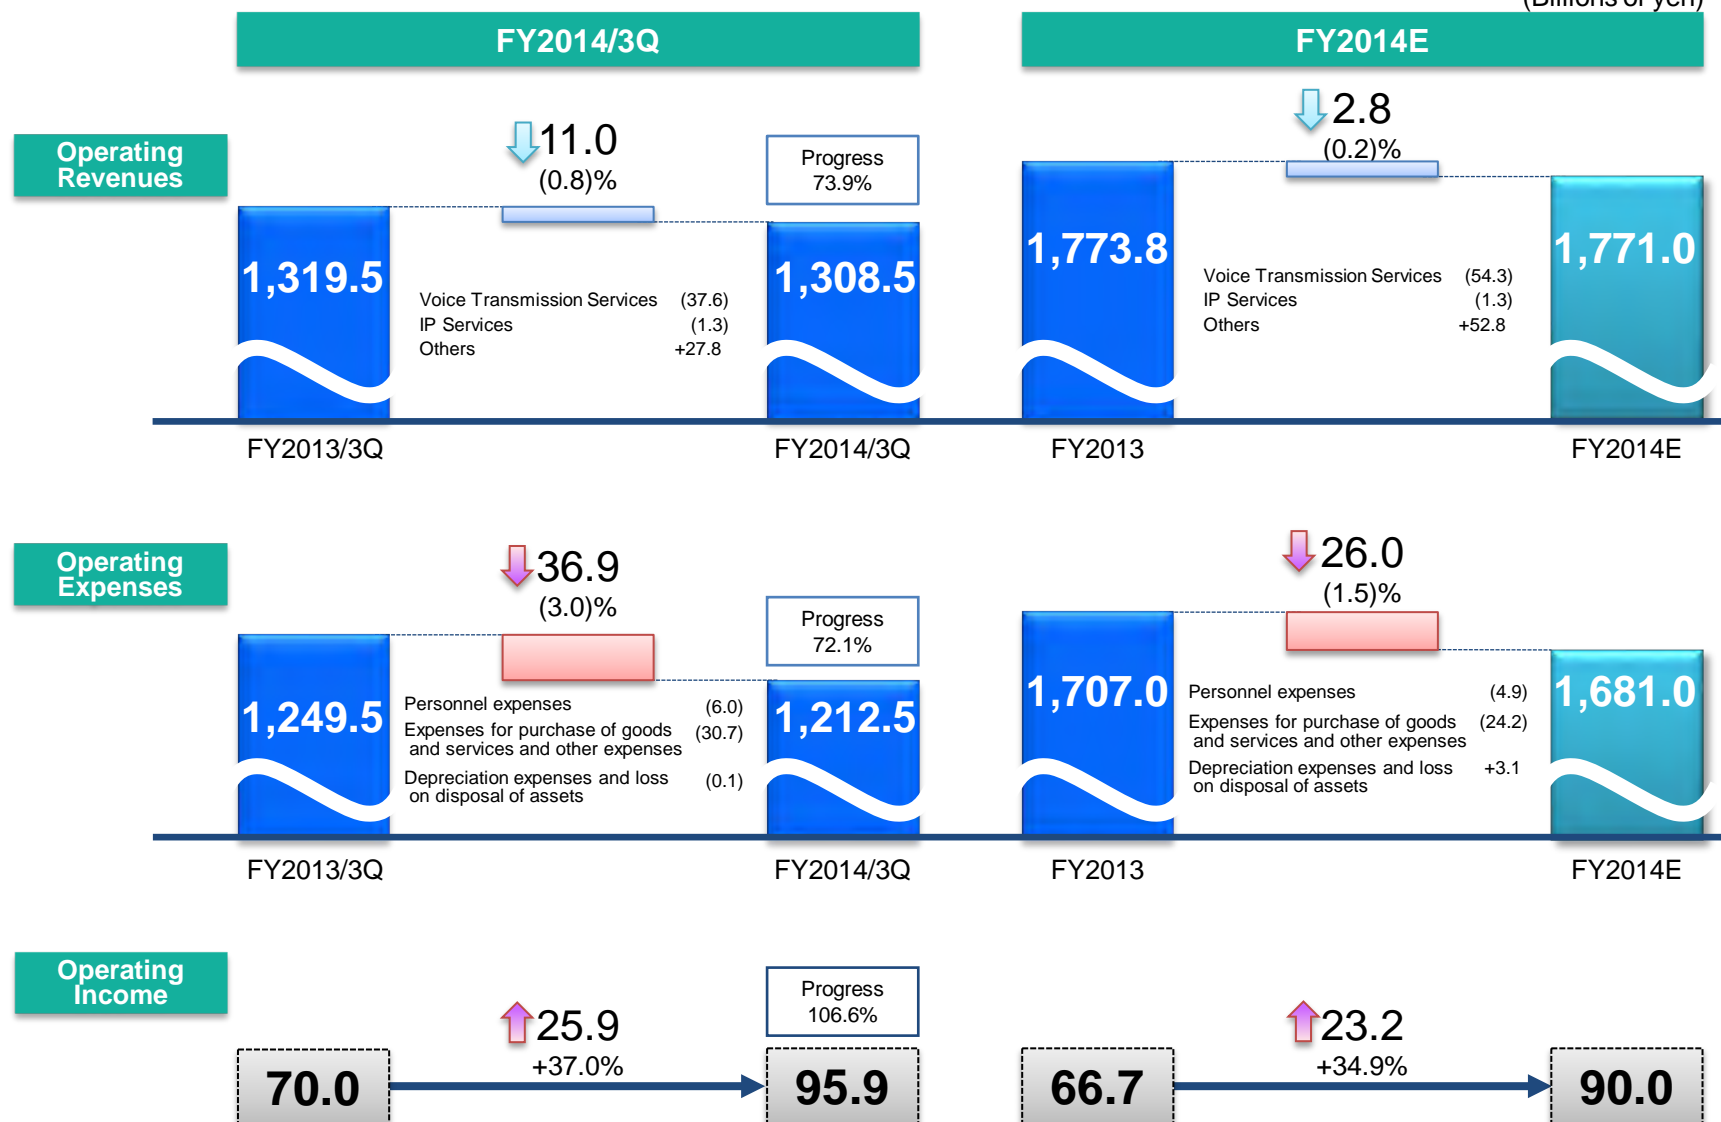 (Billions of yen)
FY2014/3Q
FY2014E
Operating
Revenues
11.0
(0.8)%
Progress
73.9%
2.8
(0.2)%
1,319.5
1,308.5
Voice Transmission Services (37.6)
IP Services (1.3)
Others +27.8
1,773.8
1,771.0
Voice Transmission Services (54.3)
IP Services (1.3)
Others +52.8
FY2013/3Q
FY2014/3Q
FY2013
FY2014E
Operating
Expenses
36.9
(3.0)%
Progress
72.1%
26.0
(1.5)%
1,249.5
1,212.5
Personnel expenses (6.0)
Expenses for purchase of goods (30.7)
and services and other expenses
Depreciation expenses and loss (0.1)
on disposal of assets
1,707.0
1,681.0
Personnel expenses (4.9)
Expenses for purchase of goods (24.2)
and services and other expenses
Depreciation expenses and loss +3.1
on disposal of assets
FY2013/3Q
FY2014/3Q
FY2013
FY2014E
Operating
Income
25.9
+37.0%
Progress
106.6%
23.2
+34.9%
70.0
95.9
66.7
90.0